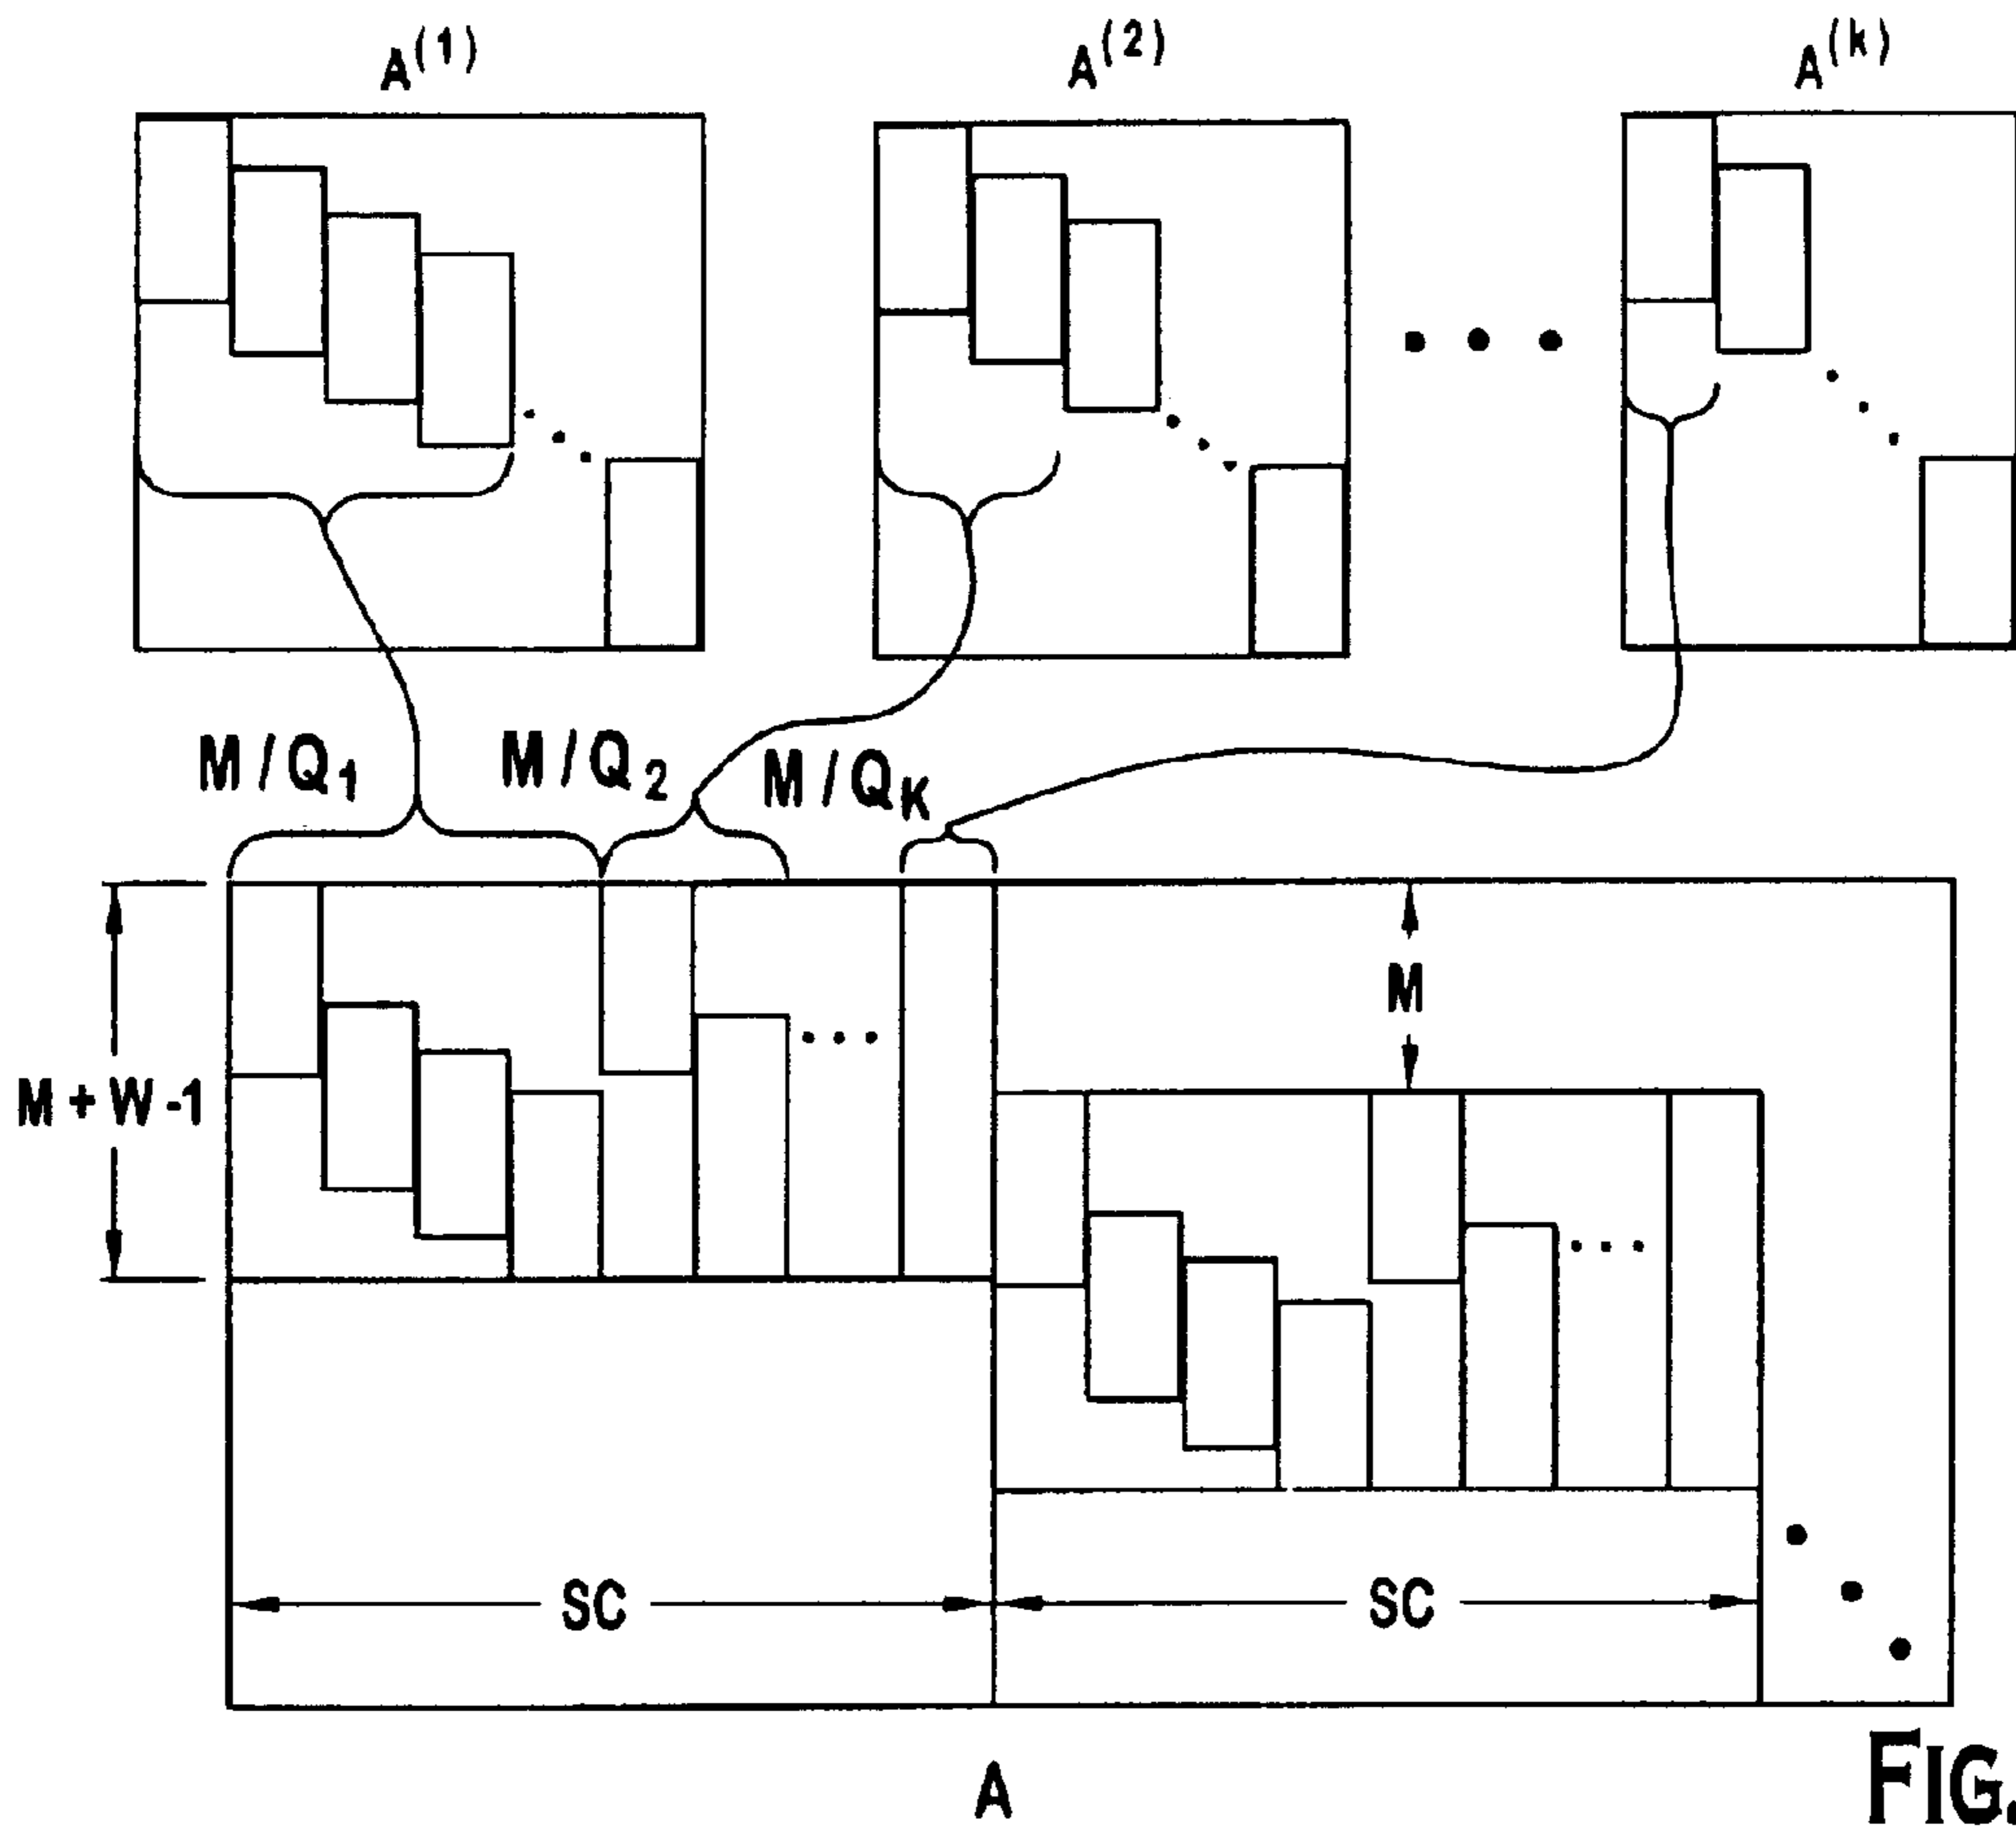 A(1)
A(2)
A(k)
M/Q1
M/Q2
M/QK
M
M+W-1
SC
SC
A
FIG.